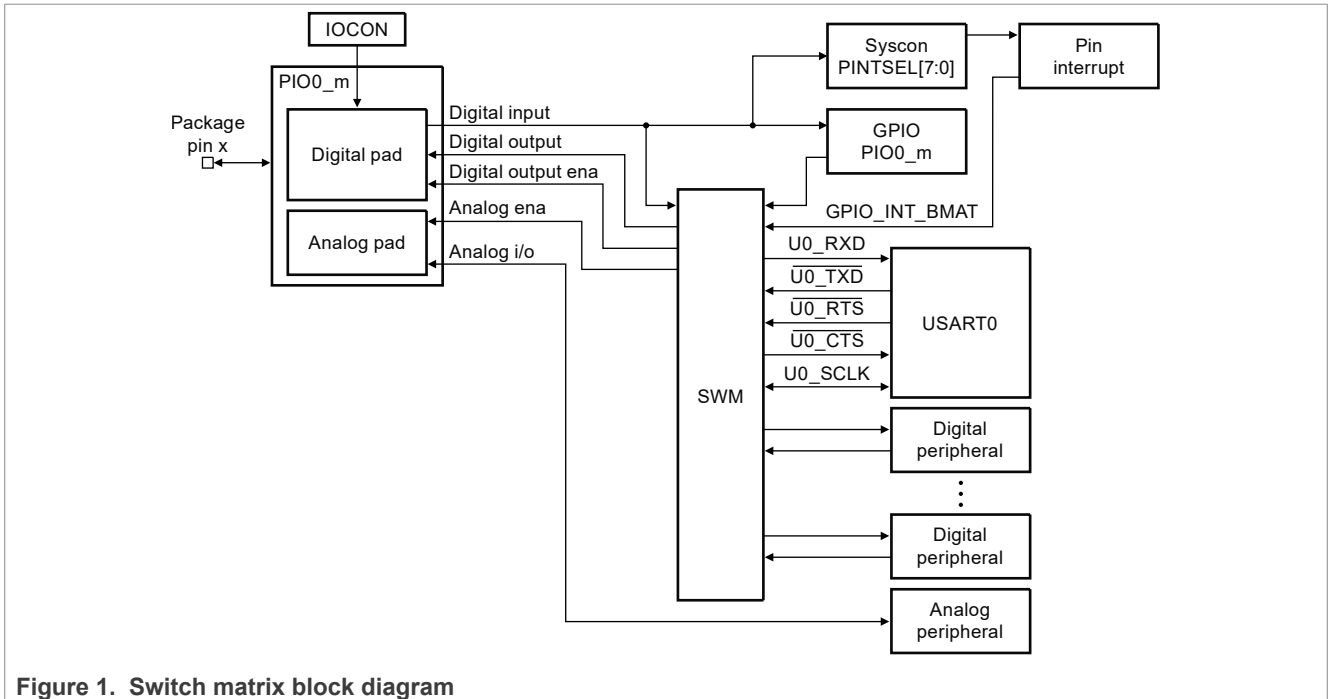 IOCON
PIO0_m
Digital pad
Analog pad
Package
pin x
Digital input
Digital output
Digital output ena
Analog ena
Analog i/o
Syscon
PINTSEL[7:0]
Pin
interrupt
GPIO
PIO0_m
GPIO_INT_BMAT
U0_RXD
U0_TXD
U0_RTS
U0_CTS
U0_SCLK
USART0
SWM
Digital
peripheral
Digital
peripheral
Analog
peripheral
Figure 1. Switch matrix block diagram